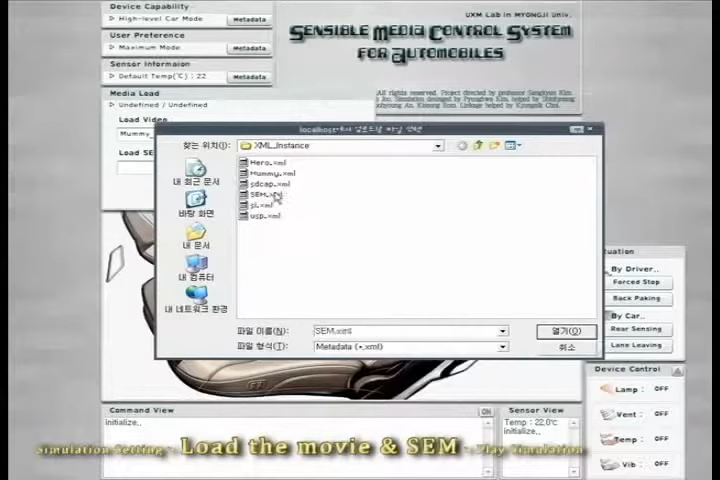 Device Capability
High-level Car Mode
Metadata
User Preference
Maximum Mode
Metadata
Sensor Informaion
Default Temp(℃) : 22
Metadata
Media Load
Undefined / Undefined
Load Video
Mummy_
Load SE
UXM Lab in MYONGJI Univ.
Sensible Media Control System
for Automobiles
All rights reserved. Project directed by professor Sangkyun Kim.
찾는 위치(I):
XML_Instance
내 최근 문서
바탕 화면
내 문서
내 컴퓨터
내 네트워크 환경
Hero.xml
Mummy.xml
sdcap.xml
SEM.xml
si.xml
usp.xml
파일 이름(N):
SEM.xml
열기(O)
파일 형식(T):
Metadata (*.xml)
취소
tuation
By Driver..
Forced Stop
Back Paking
By Car..
Rear Sensing
Lane Leaving
Device Control
Lamp : OFF
Vent : OFF
Temp : OFF
Vib : OFF
Command View
ON
initialize..
Sensor View
Temp : 22.0℃
initialize..
Simulation Setting - Load the movie & SEM - Play Simulation